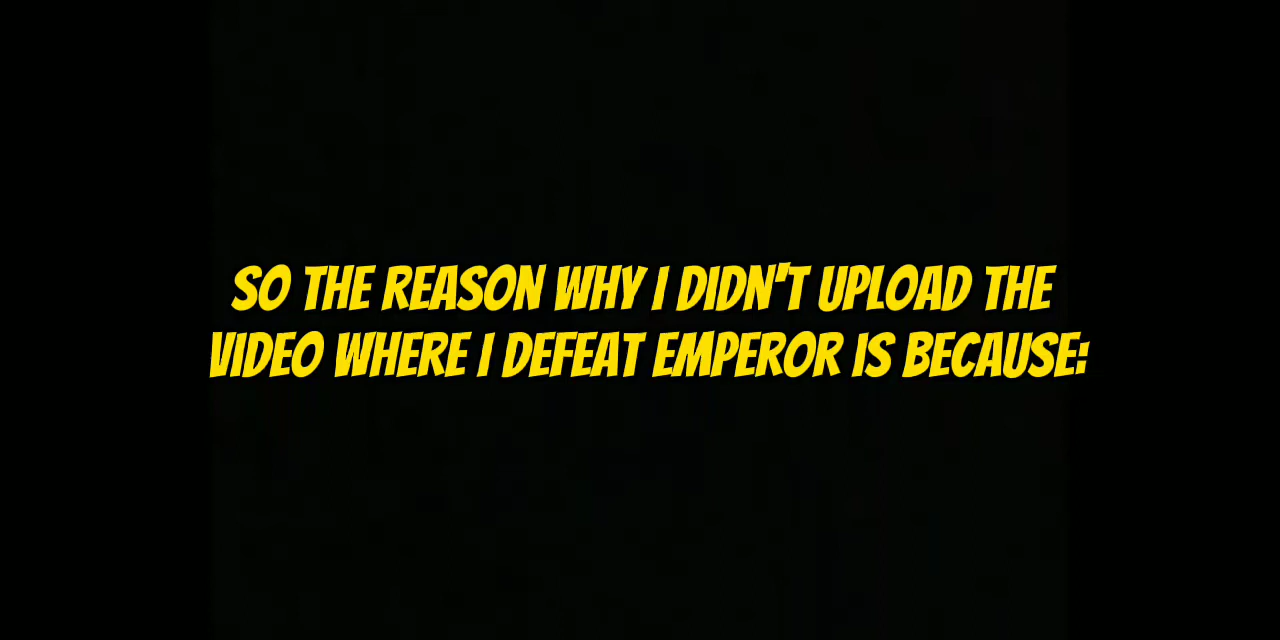 SO THE REASON WHY I DIDN'T UPLOAD THE
VIDEO WHERE I DEFEAT EMPEROR IS BECAUSE: